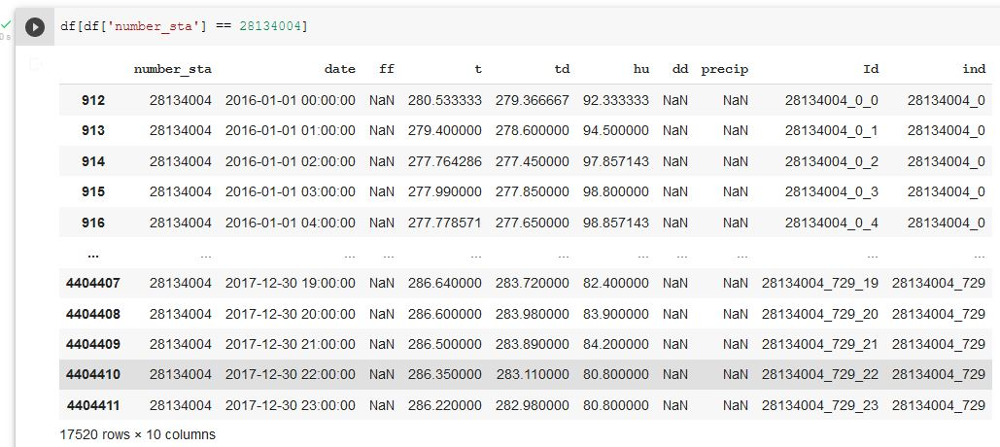 df[df['number_sta'] == 28134004]
0 s
number_sta date ff t td hu dd precip Id ind
912 28134004 2016-01-01 00:00:00 NaN 280.533333 279.366667 92.333333 NaN NaN 28134004_0_0 28134004_0
913 28134004 2016-01-01 01:00:00 NaN 279.400000 278.600000 94.500000 NaN NaN 28134004_0_1 28134004_0
914 28134004 2016-01-01 02:00:00 NaN 277.764286 277.450000 97.857143 NaN NaN 28134004_0_2 28134004_0
915 28134004 2016-01-01 03:00:00 NaN 277.990000 277.850000 98.800000 NaN NaN 28134004_0_3 28134004_0
916 28134004 2016-01-01 04:00:00 NaN 277.778571 277.650000 98.857143 NaN NaN 28134004_0_4 28134004_0
... ... ... ... ... ... ... ... ... ... ...
4404407 28134004 2017-12-30 19:00:00 NaN 286.640000 283.720000 82.400000 NaN NaN 28134004_729_19 28134004_729
4404408 28134004 2017-12-30 20:00:00 NaN 286.600000 283.980000 83.900000 NaN NaN 28134004_729_20 28134004_729
4404409 28134004 2017-12-30 21:00:00 NaN 286.500000 283.890000 84.200000 NaN NaN 28134004_729_21 28134004_729
4404410 28134004 2017-12-30 22:00:00 NaN 286.350000 283.110000 80.800000 NaN NaN 28134004_729_22 28134004_729
4404411 28134004 2017-12-30 23:00:00 NaN 286.220000 282.980000 80.800000 NaN NaN 28134004_729_23 28134004_729
17520 rows × 10 columns